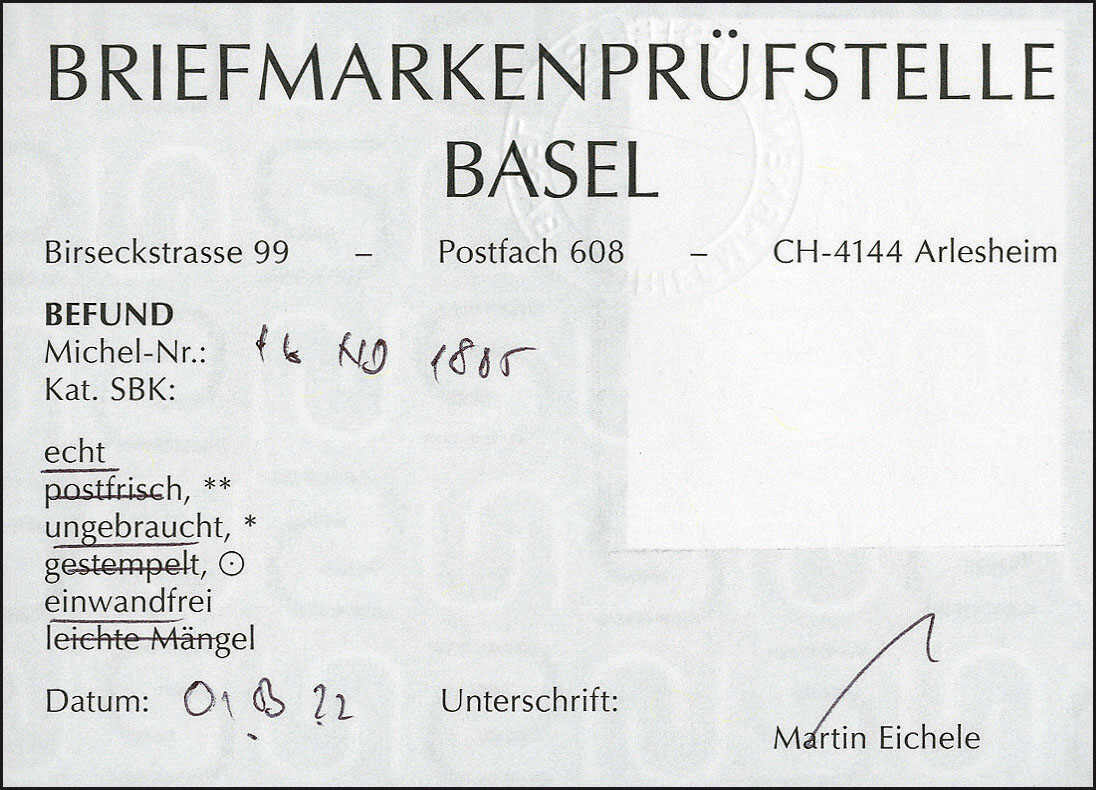 BRIEFMARKENPRÜFSTELLE
BASEL
Birseckstrasse 99 – Postfach 608 – CH-4144 Arlesheim
BEFUND
Michel-Nr.: ND
Kat. SBK:
echt
postfrisch, **
ungebraucht, *
gestempelt, ⊙
einwandfrei
leichte Mängel
Datum: Unterschrift:
Martin Eichele